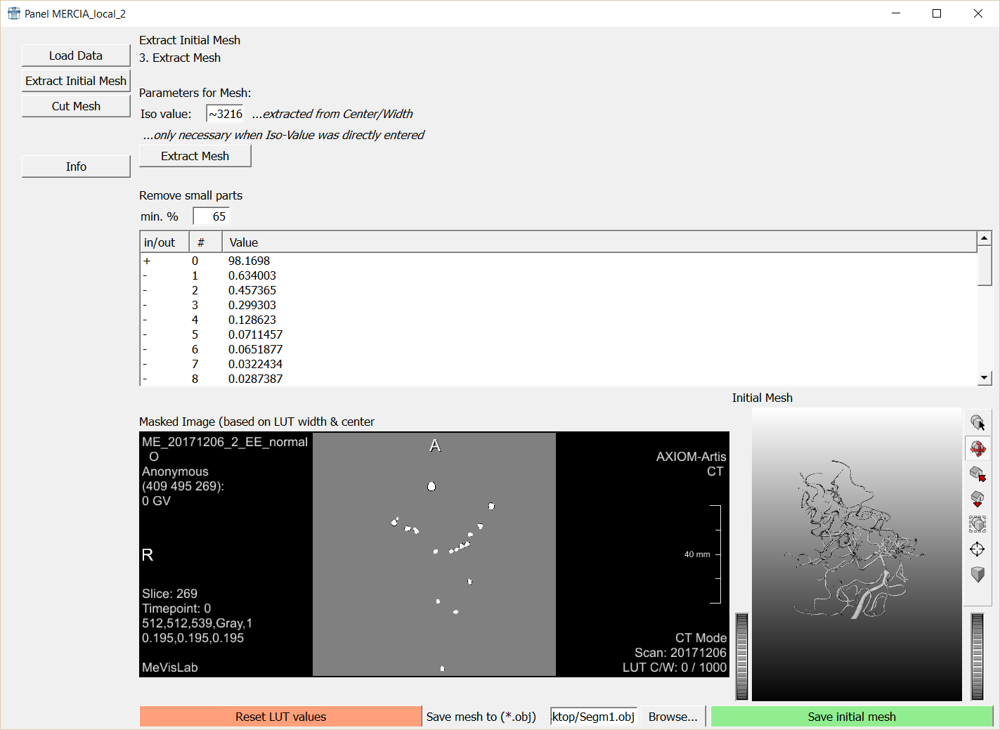 Panel MERCIA_local_2
Load Data
Extract Initial Mesh
Cut Mesh
Info
Extract Initial Mesh
3. Extract Mesh
Parameters for Mesh:
Iso value: ~3216 ...extracted from Center/Width
...only necessary when Iso-Value was directly entered
Extract Mesh
Remove small parts
min. % 65
in/out # Value
+ 0 98.1698
- 1 0.634003
- 2 0.457365
- 3 0.299303
- 4 0.128623
- 5 0.0711457
- 6 0.0651877
- 7 0.0322434
- 8 0.0287387
Masked Image (based on LUT width & center
ME_20171206_2_EE_normal
O
Anonymous
(409 495 269):
0 GV
R
Slice: 269
Timepoint: 0
512,512,539,Gray,1
0.195,0.195,0.195
MeVisLab
A
AXIOM-Artis
CT
40 mm
CT Mode
Scan: 20171206
LUT C/W: 0 / 1000
Initial Mesh
Reset LUT values
Save mesh to (*.obj) ktop/Segm1.obj Browse...
Save initial mesh